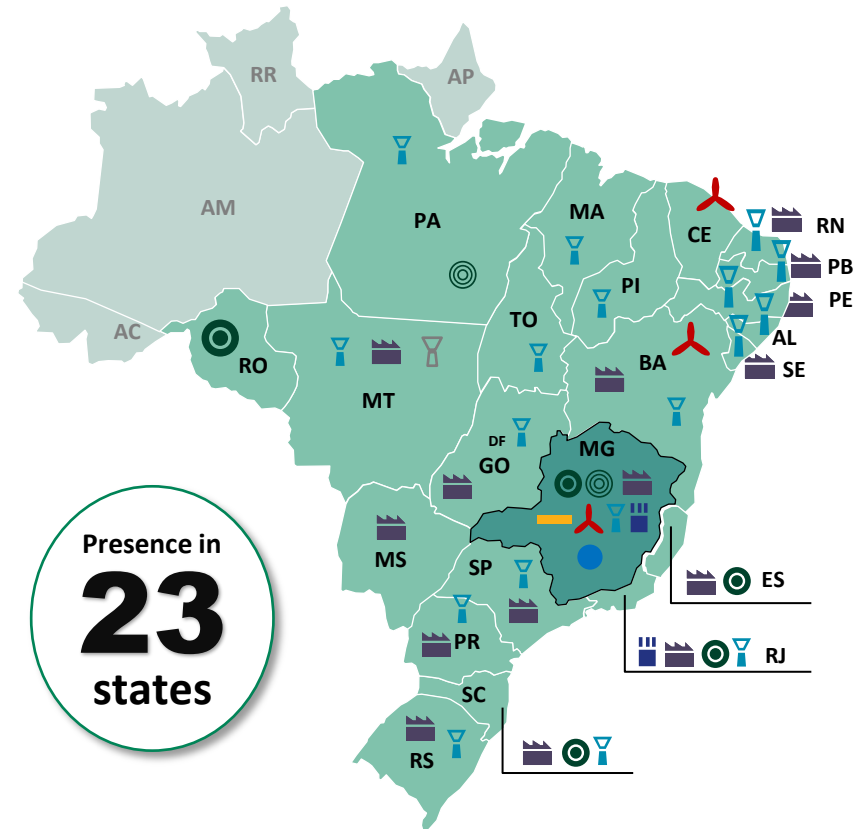 RR
AP
AM
PA
MA
CE
RN
PB
PI
PE
TO
AC
AL
RO
BA
SE
MT
DF
MG
GO
Presence in
23
states
MS
SP
ES
PR
RJ
SC
RS